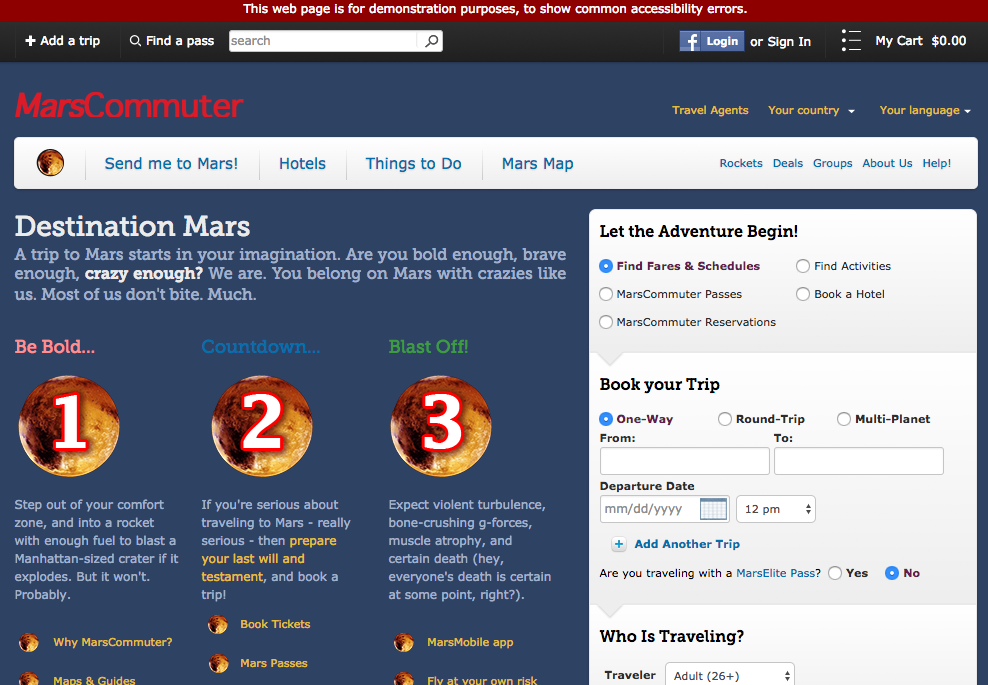 This web page is for demonstration purposes, to show common accessibility errors.
+ Add a trip
Find a pass
search
f Login or Sign In
My Cart $0.00
MarsCommuter
Travel Agents
Your country
Your language
Send me to Mars!
Hotels
Things to Do
Mars Map
Rockets
Deals
Groups
About Us
Help!
Destination Mars
A trip to Mars starts in your imagination. Are you bold enough, brave
enough, crazy enough? We are. You belong on Mars with crazies like
us. Most of us don't bite. Much.
Be Bold...
1
Step out of your comfort
zone, and into a rocket
with enough fuel to blast a
Manhattan-sized crater if it
explodes. But it won't.
Probably.
Why MarsCommuter?
Maps & Guides
Countdown...
2
If you're serious about
traveling to Mars - really
serious - then prepare
your last will and
testament, and book a
trip!
Book Tickets
Mars Passes
Blast Off!
3
Expect violent turbulence,
bone-crushing g-forces,
muscle atrophy, and
certain death (hey,
everyone's death is certain
at some point, right?).
MarsMobile app
Fly at your own risk
Let the Adventure Begin!
Find Fares & Schedules
Find Activities
MarsCommuter Passes
Book a Hotel
MarsCommuter Reservations
Book your Trip
One-Way
Round-Trip
Multi-Planet
From:
To:
Departure Date
mm/dd/yyyy
12 pm
+ Add Another Trip
Are you traveling with a MarsElite Pass? Yes No
Who Is Traveling?
Traveler
Adult (26+)